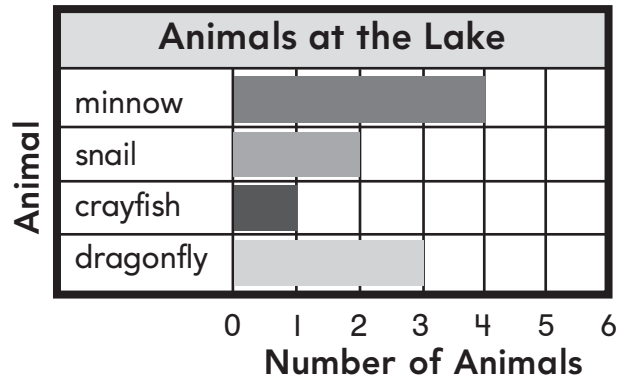 Animals at the Lake
Animal
minnow
snail
crayfish
dragonfly
0 1 2 3 4 5 6
Number of Animals